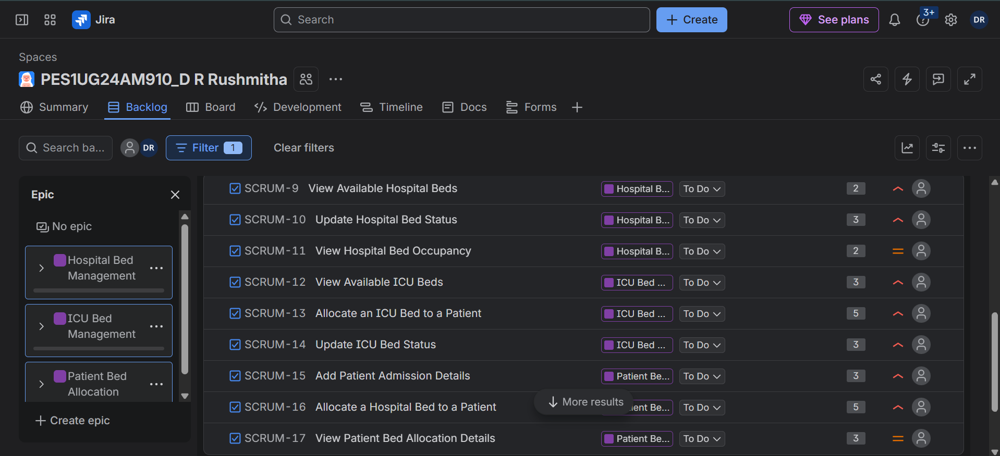 Jira
Search
Create
See plans
3+
DR
Spaces
PES1UG24AM910_D R Rushmitha
Summary
Backlog
Board
Development
Timeline
Docs
Forms
Search ba...
DR
Filter 1
Clear filters
Epic
No epic
Hospital Bed
Management
ICU Bed
Management
Patient Bed
Allocation
Create epic
SCRUM-9 View Available Hospital Beds Hospital B... To Do 2
SCRUM-10 Update Hospital Bed Status Hospital B... To Do 3
SCRUM-11 View Hospital Bed Occupancy Hospital B... To Do 2
SCRUM-12 View Available ICU Beds ICU Bed ... To Do 3
SCRUM-13 Allocate an ICU Bed to a Patient ICU Bed ... To Do 5
SCRUM-14 Update ICU Bed Status ICU Bed ... To Do 3
SCRUM-15 Add Patient Admission Details Patient Be... To Do 3
More results
SCRUM-16 Allocate a Hospital Bed to a Patient ient Be... To Do 5
SCRUM-17 View Patient Bed Allocation Details Patient Be... To Do 3